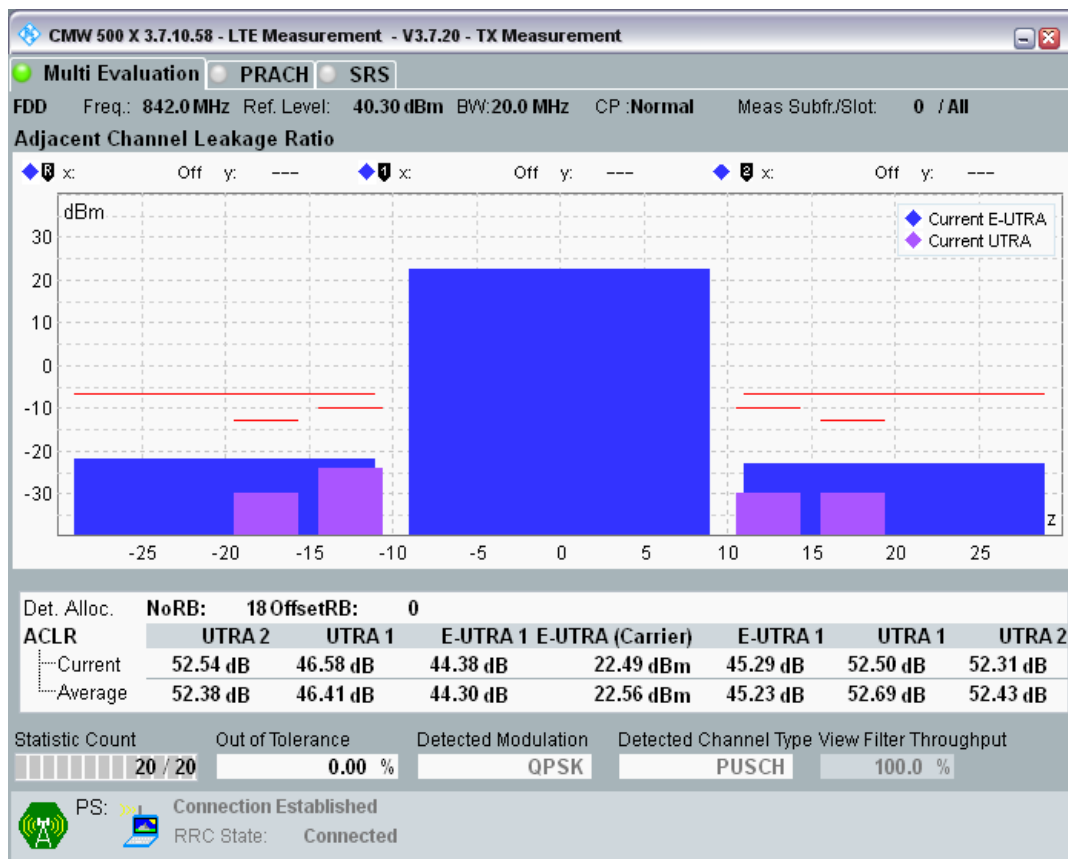 CMW 500 X 3.7.10.58 - LTE Measurement - V3.7.20 - TX Measurement
Multi Evaluation PRACH SRS
FDD Freq.: 842.0 MHz Ref. Level: 40.30 dBm BW:20.0 MHz CP :Normal Meas Subfr./Slot: 0 / All
Adjacent Channel Leakage Ratio
R x: Off y: --- 1 x: Off y: --- 2 x: Off y: ---
dBm
Current E-UTRA
Current UTRA
30
20
10
0
-10
-20
-30
z
-25 -20 -15 -10 -5 0 5 10 15 20 25
Det. Alloc. NoRB: 18 OffsetRB: 0
ACLR UTRA 2 UTRA 1 E-UTRA 1 E-UTRA (Carrier) E-UTRA 1 UTRA 1 UTRA 2
Current 52.54 dB 46.58 dB 44.38 dB 22.49 dBm 45.29 dB 52.50 dB 52.31 dB
Average 52.38 dB 46.41 dB 44.30 dB 22.56 dBm 45.23 dB 52.69 dB 52.43 dB
Statistic Count Out of Tolerance Detected Modulation Detected Channel Type View Filter Throughput
20 / 20 0.00 % QPSK PUSCH 100.0 %
PS: Connection Established
RRC State: Connected